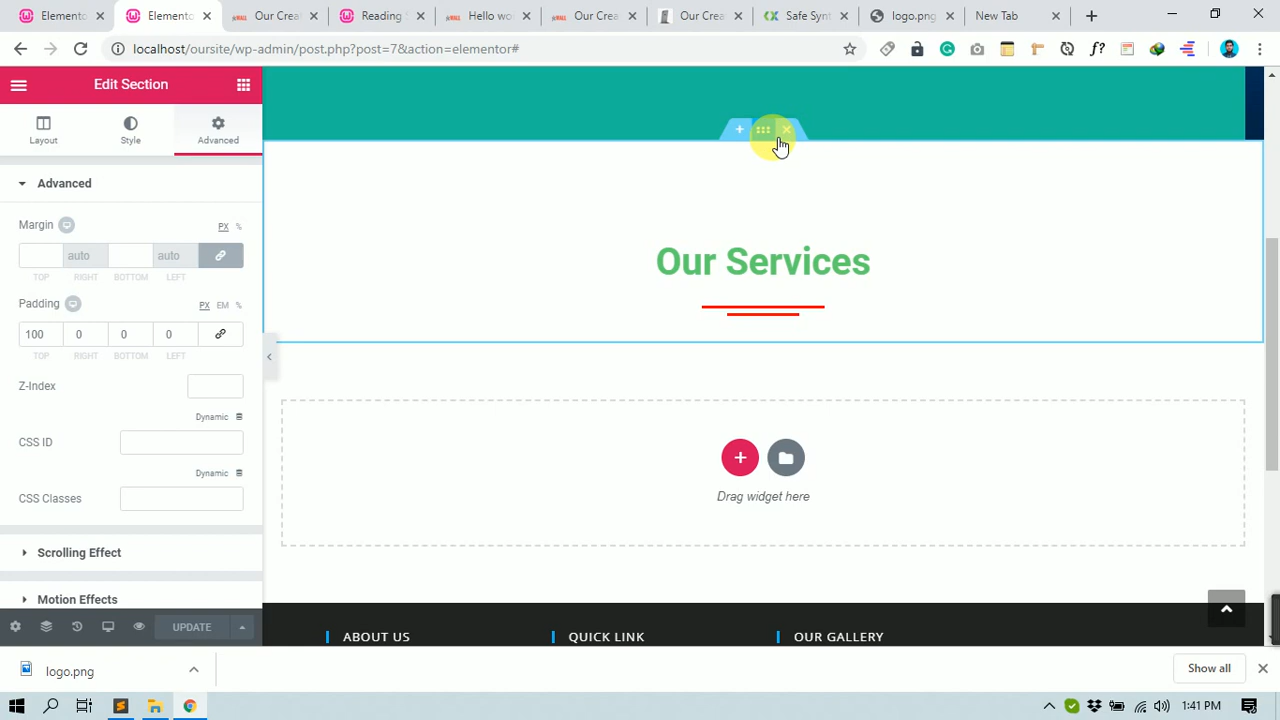 Elemento
Elemento
Our Crea
Reading S
Hello wo
Our Crea
Our Crea
Safe Syn
logo.png
New Tab
localhost/oursite/wp-admin/post.php?post=7&action=elementor#
Edit Section
Layout
Style
Advanced
Advanced
Margin
PX %
auto
auto
TOP RIGHT BOTTOM LEFT
Padding
PX EM %
100 0 0 0
TOP RIGHT BOTTOM LEFT
Z-Index
Dynamic
CSS ID
Dynamic
CSS Classes
Scrolling Effect
Motion Effects
UPDATE
Our Services
Drag widget here
ABOUT US
QUICK LINK
OUR GALLERY
logo.png
Show all
1:41 PM